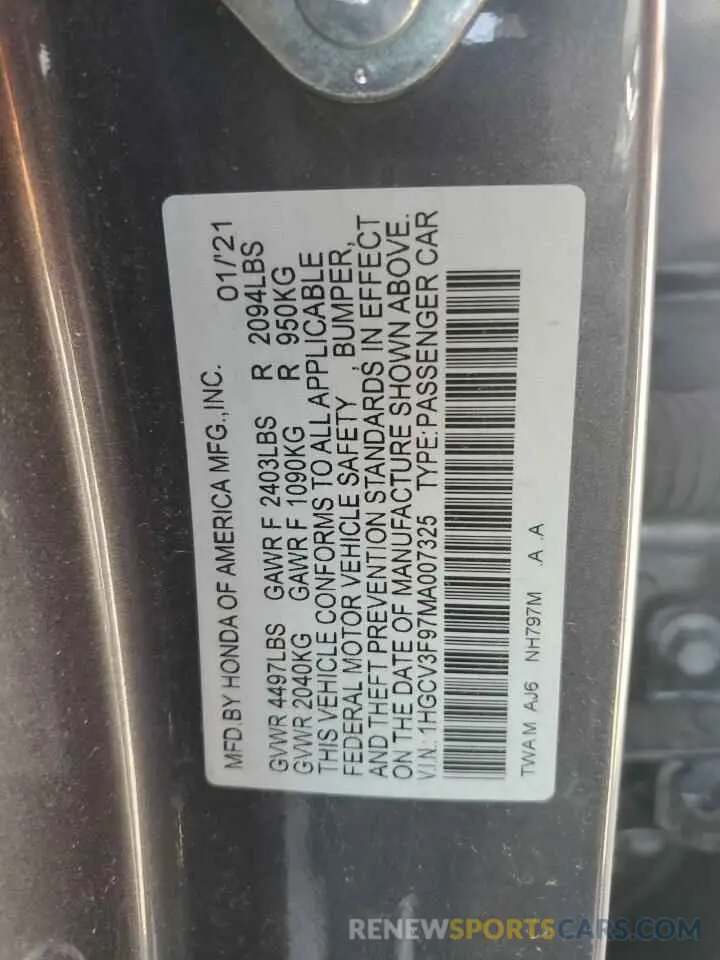 MFD.BY HONDA OF AMERICA MFG.,INC. 01/'21
GVWR 4497LBS GAWR F 2403LBS R 2094LBS
GVWR 2040KG GAWR F 1090KG R 950KG
THIS VEHICLE CONFORMS TO ALL APPLICABLE
FEDERAL MOTOR VEHICLE SAFETY , BUMPER,
AND THEFT PREVENTION STANDARDS IN EFFECT
ON THE DATE OF MANUFACTURE SHOWN ABOVE.
V.I.N.: 1HGCV3F97MA007325 TYPE:PASSENGER CAR
TWAM AJ6 NH797M .A .A
RENEWSPORTSCARS.COM